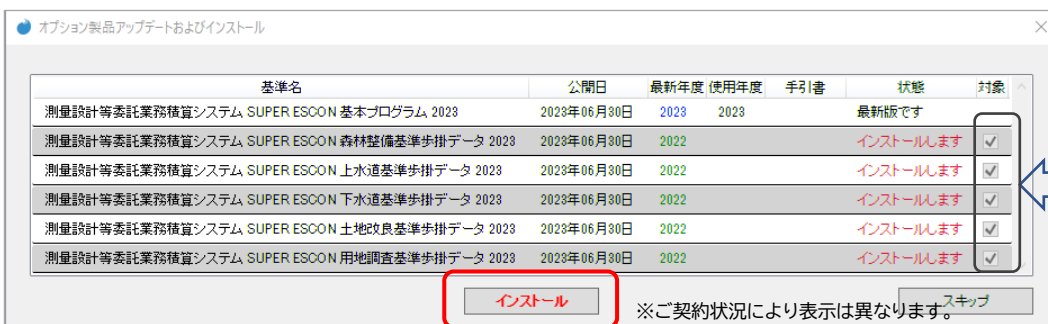 オプション製品アップデートおよびインストール
基準名 公開日 最新年度 使用年度 手引書 状態 対象
測量設計等委託業務積算システム SUPER ESCON 基本プログラム 2023 2023年06月30日 2023 2023 最新版です
測量設計等委託業務積算システム SUPER ESCON 森林整備基準歩掛データ 2023 2023年06月30日 2022 インストールします
測量設計等委託業務積算システム SUPER ESCON 上水道基準歩掛データ 2023 2023年06月30日 2022 インストールします
測量設計等委託業務積算システム SUPER ESCON 下水道基準歩掛データ 2023 2023年06月30日 2022 インストールします
測量設計等委託業務積算システム SUPER ESCON 土地改良基準歩掛データ 2023 2023年06月30日 2022 インストールします
測量設計等委託業務積算システム SUPER ESCON 用地調査基準歩掛データ 2023 2023年06月30日 2022 インストールします
インストール ※ご契約状況により表示は異なります。 スキップ